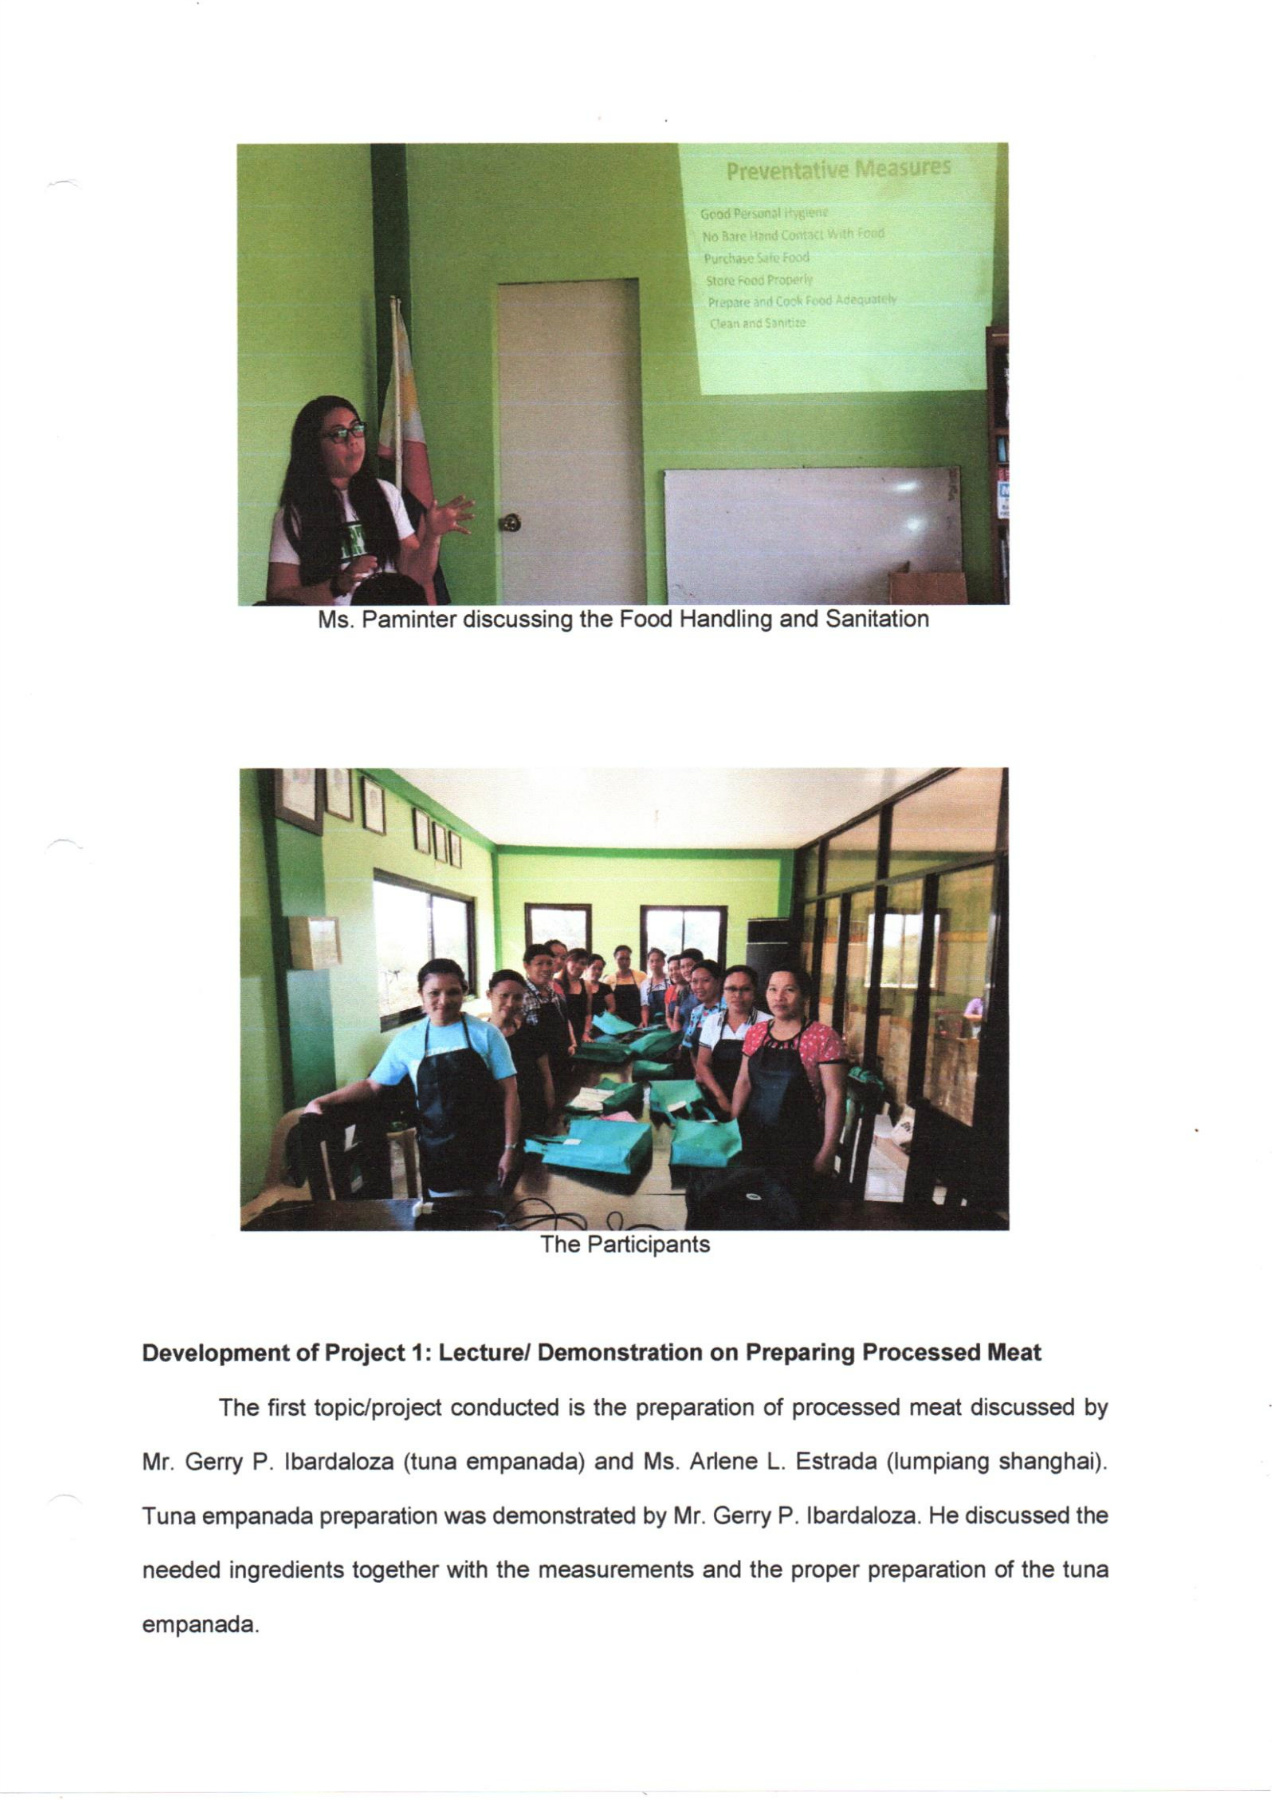 Preventative Measures
Good Personal Hygiene
No Bare Hand Contact With Food
Purchase Safe Food
Store Food Properly
Prepare and Cook Food Adequately
Clean and Sanitize
Ms. Paminter discussing the Food Handling and Sanitation
The Participants
Development of Project 1: Lecture/ Demonstration on Preparing Processed Meat
The first topic/project conducted is the preparation of processed meat discussed by
Mr. Gerry P. Ibardaloza (tuna empanada) and Ms. Arlene L. Estrada (lumpiang shanghai).
Tuna empanada preparation was demonstrated by Mr. Gerry P. Ibardaloza. He discussed the
needed ingredients together with the measurements and the proper preparation of the tuna
empanada.